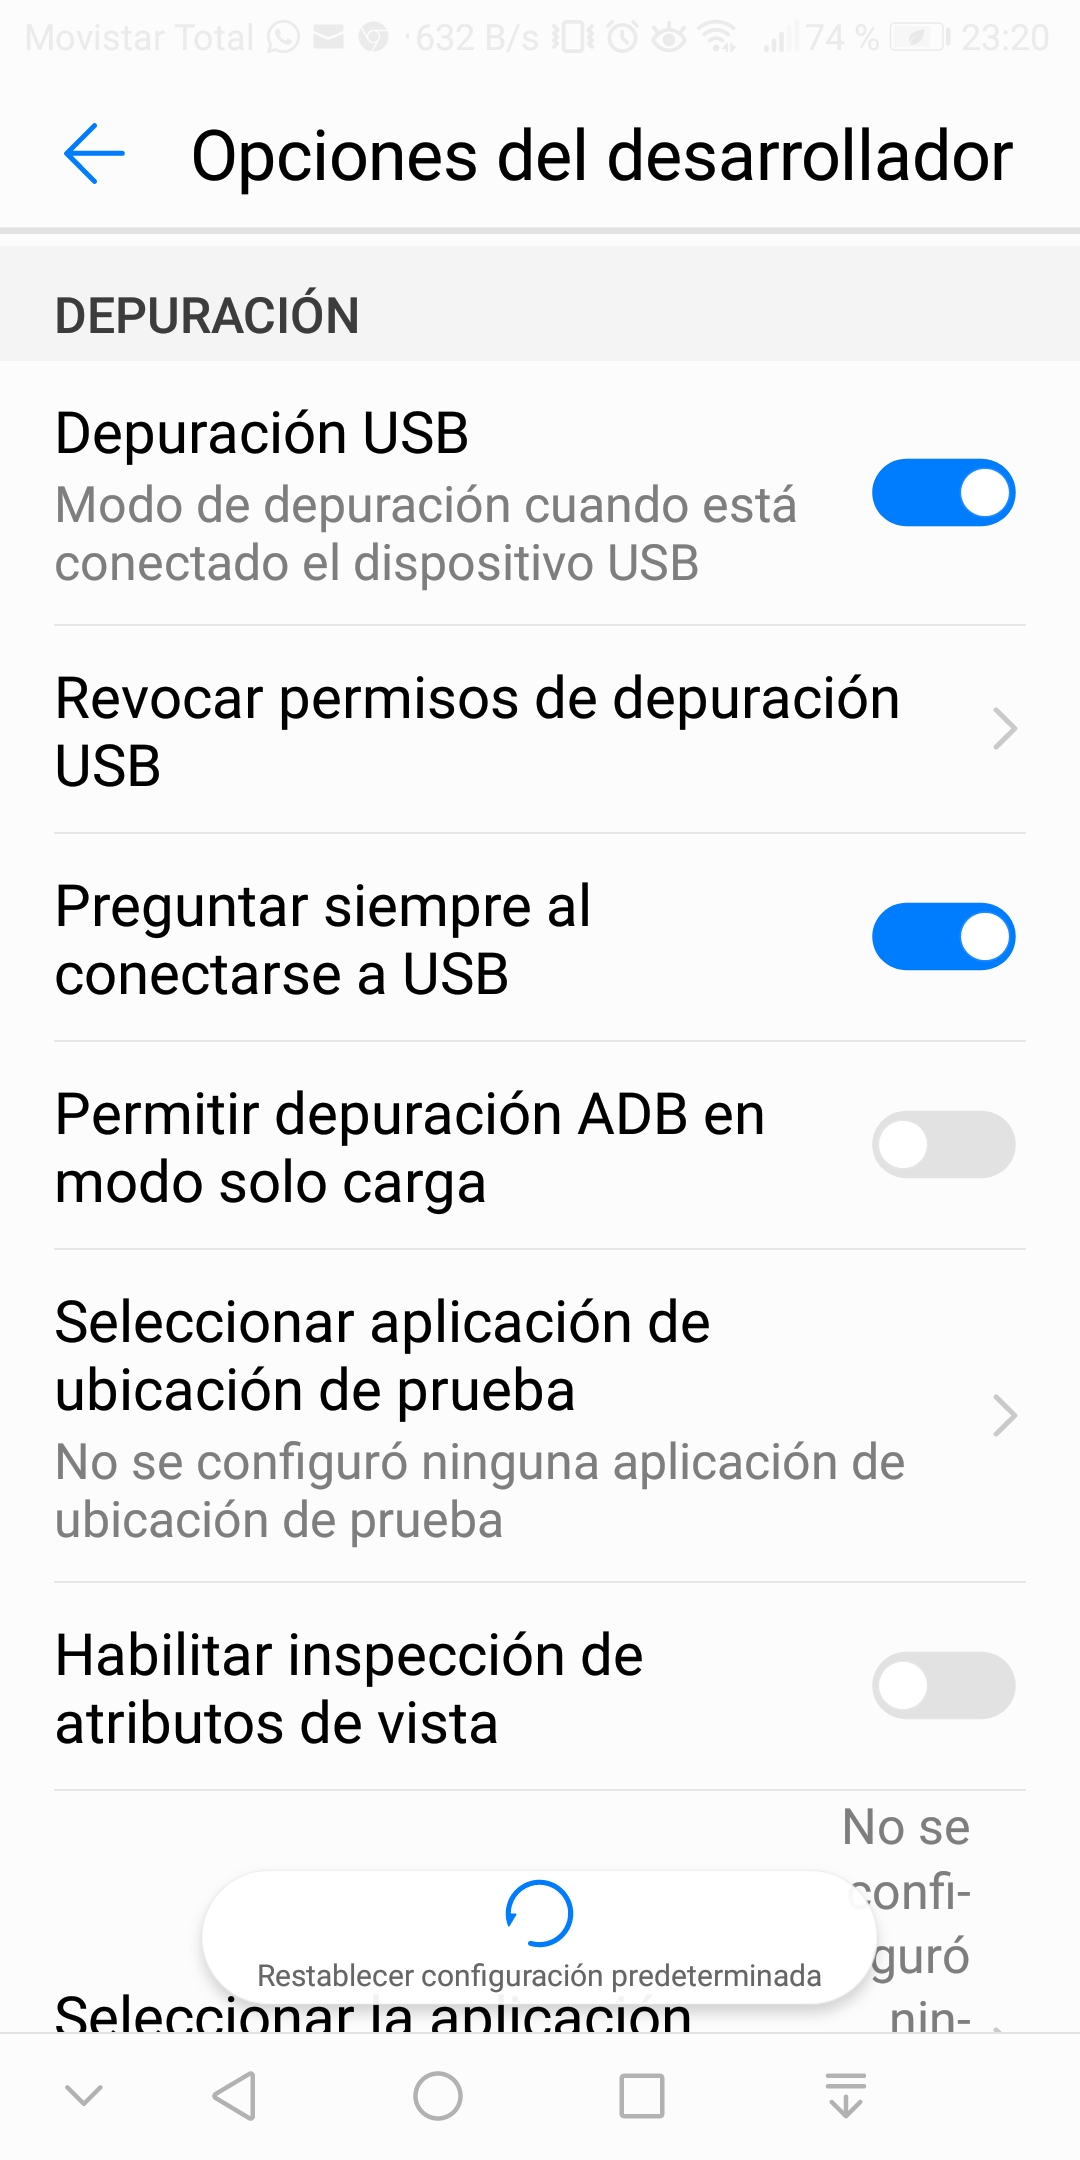 Movistar Total 632 B/s 74 % 23:20
Opciones del desarrollador
DEPURACIÓN
Depuración USB
Modo de depuración cuando está
conectado el dispositivo USB
Revocar permisos de depuración
USB
Preguntar siempre al
conectarse a USB
Permitir depuración ADB en
modo solo carga
Seleccionar aplicación de
ubicación de prueba
No se configuró ninguna aplicación de
ubicación de prueba
Habilitar inspección de
atributos de vista
No se
confi-
guró
nin-
Restablecer configuración predeterminada
Seleccionar la aplicación